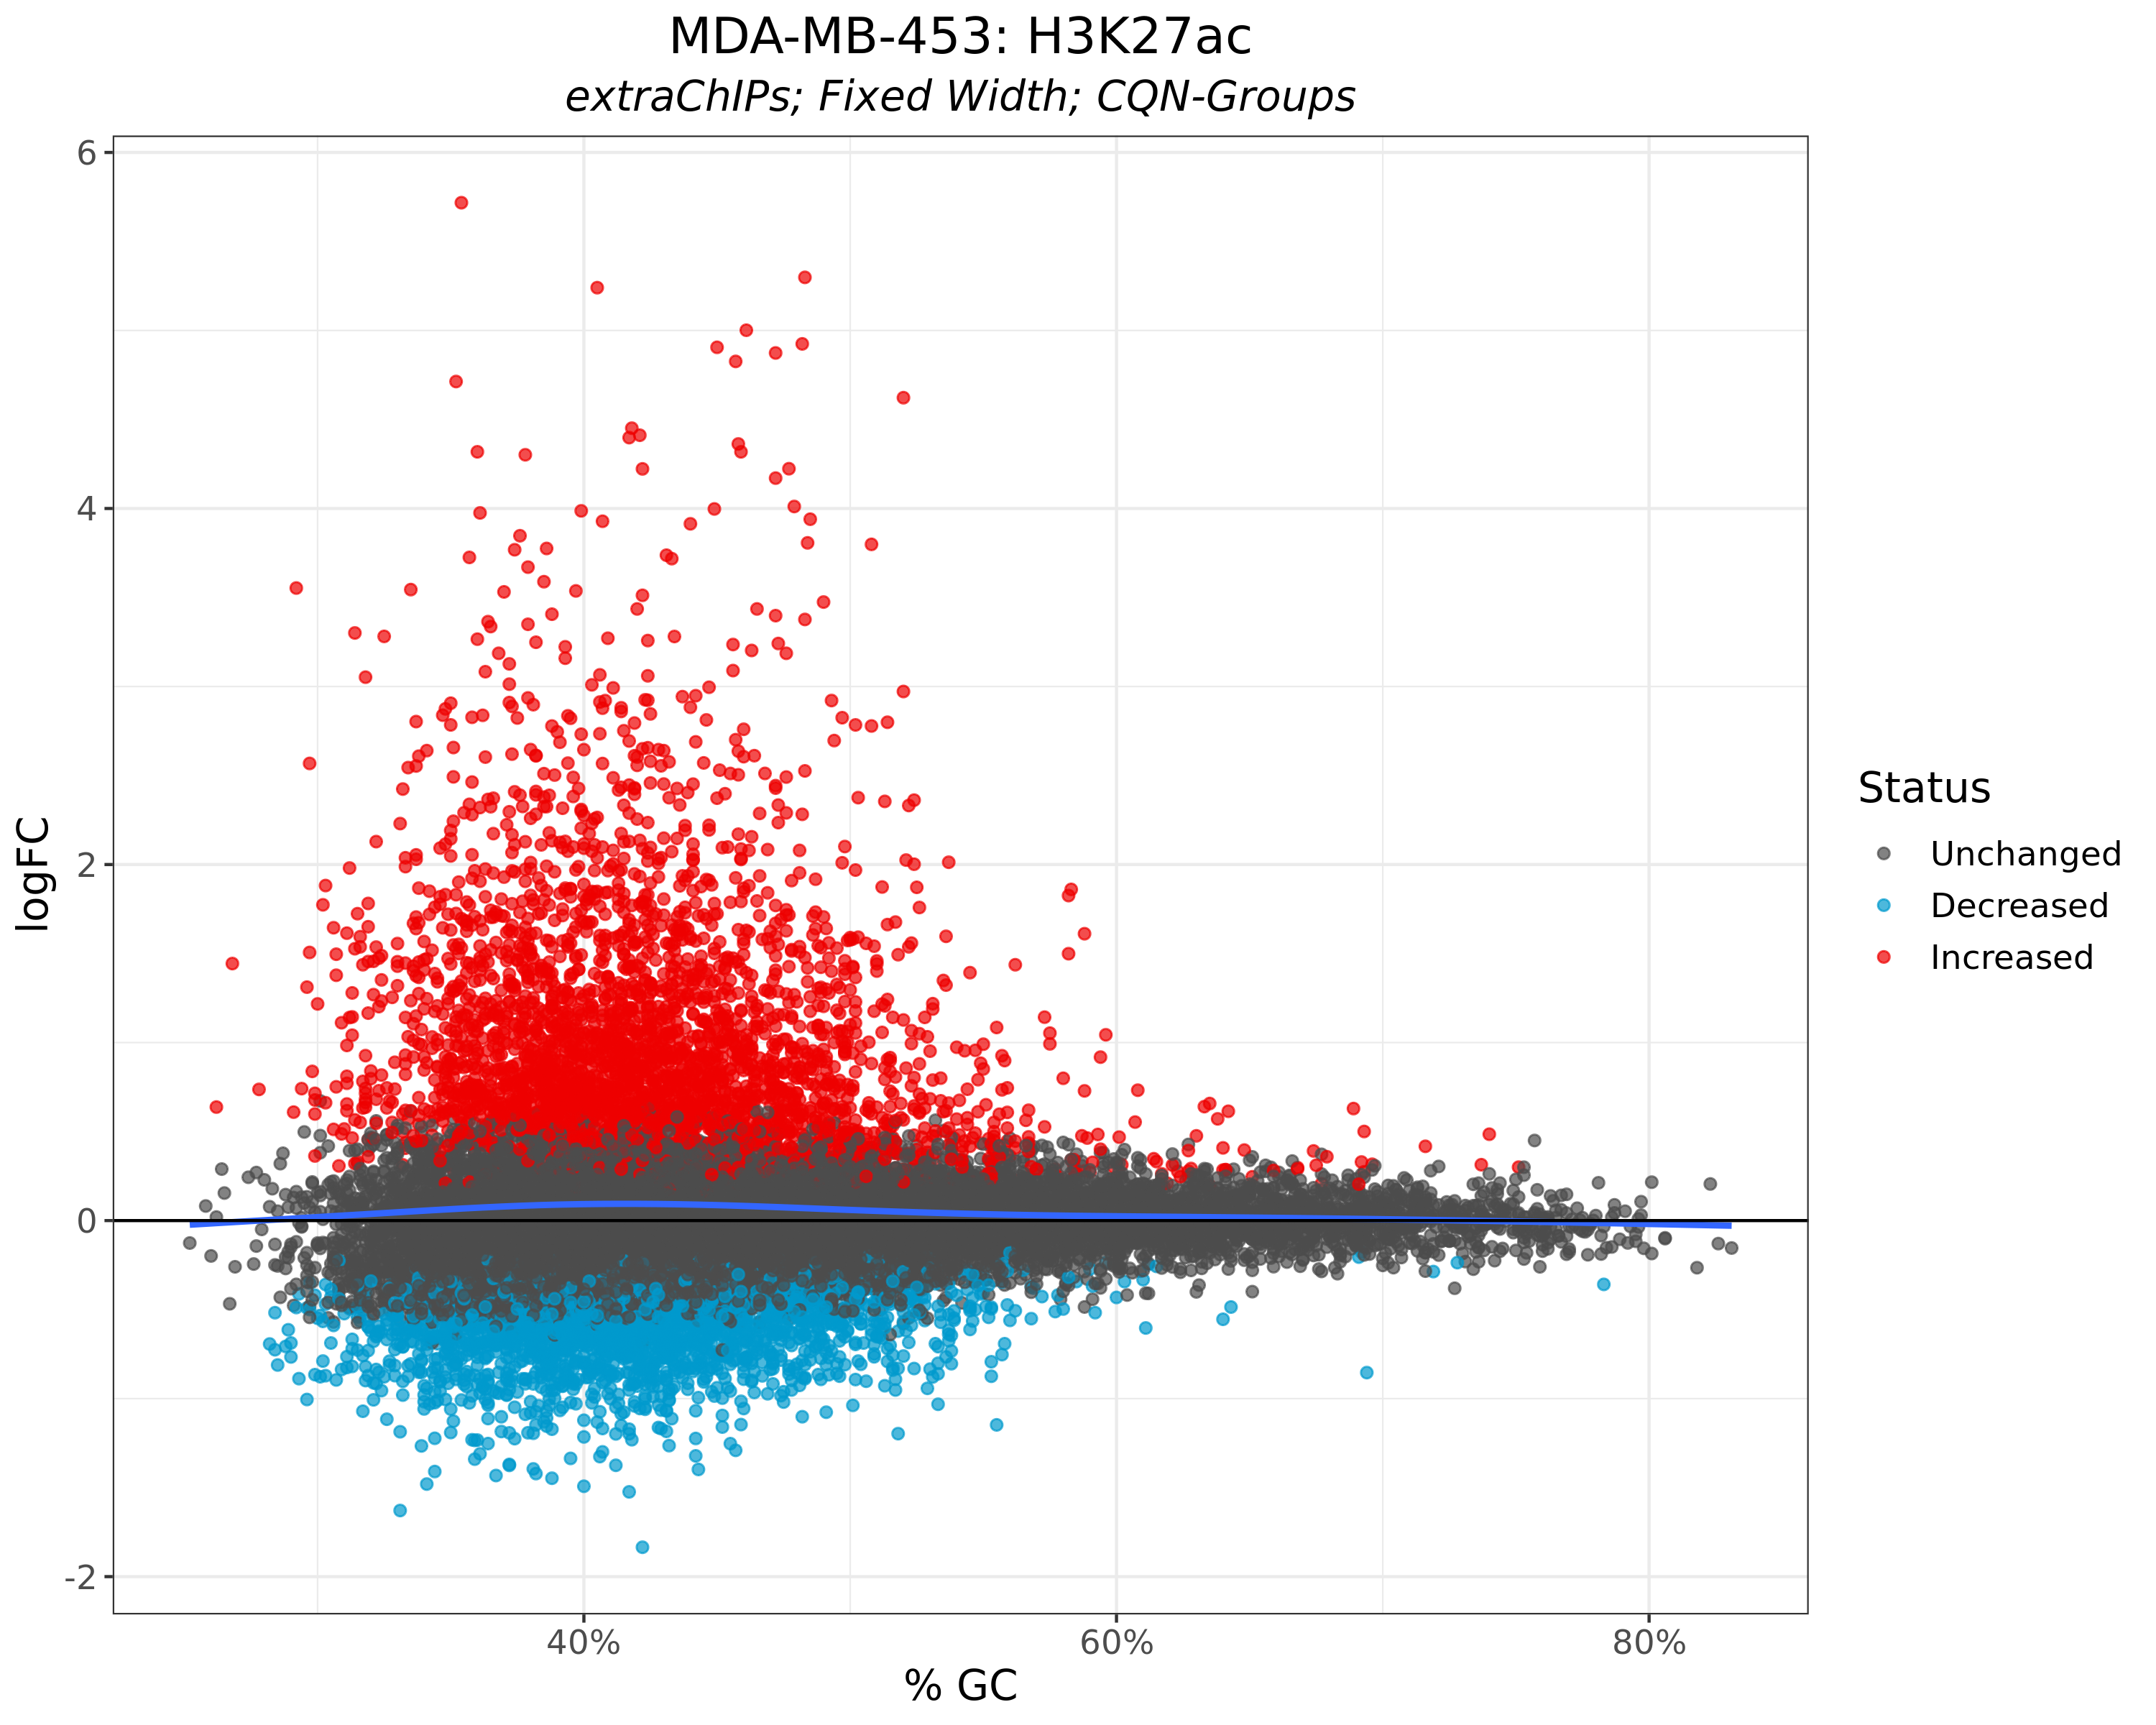 MDA-MB-453: H3K27ac
extraChIPs; Fixed Width; CQN-Groups
6
4
2
0
-2
logFC
40%
60%
80%
% GC
Status
Unchanged
Decreased
Increased